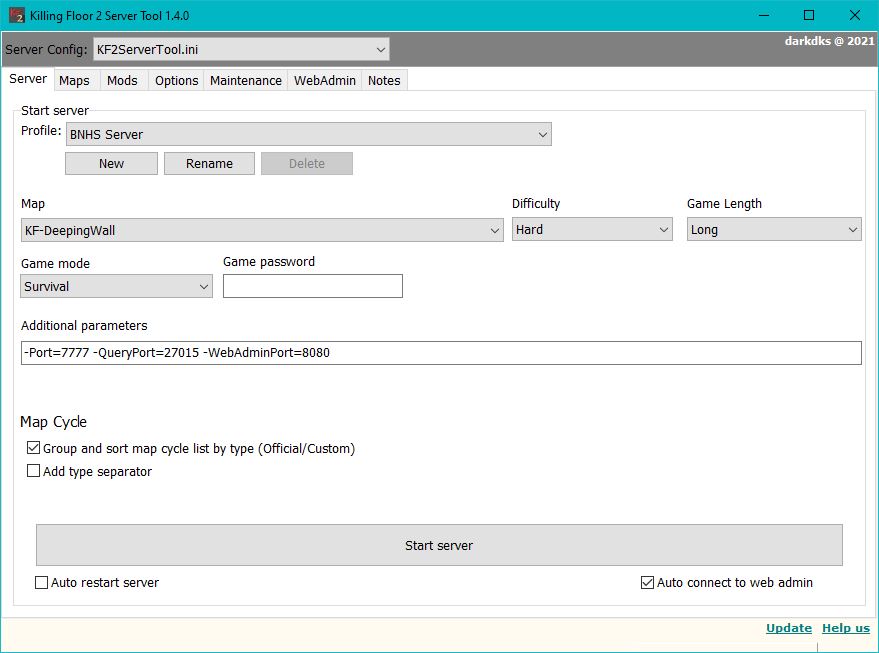 Killing Floor 2 Server Tool 1.4.0
Server Config: KF2ServerTool.ini
darkdks @ 2021
Server Maps Mods Options Maintenance WebAdmin Notes
Start server
Profile: BNHS Server
New Rename Delete
Map Difficulty Game Length
KF-DeepingWall Hard Long
Game mode Game password
Survival
Additional parameters
-Port=7777 -QueryPort=27015 -WebAdminPort=8080
Map Cycle
Group and sort map cycle list by type (Official/Custom)
Add type separator
Start server
Auto restart server Auto connect to web admin
Update Help us